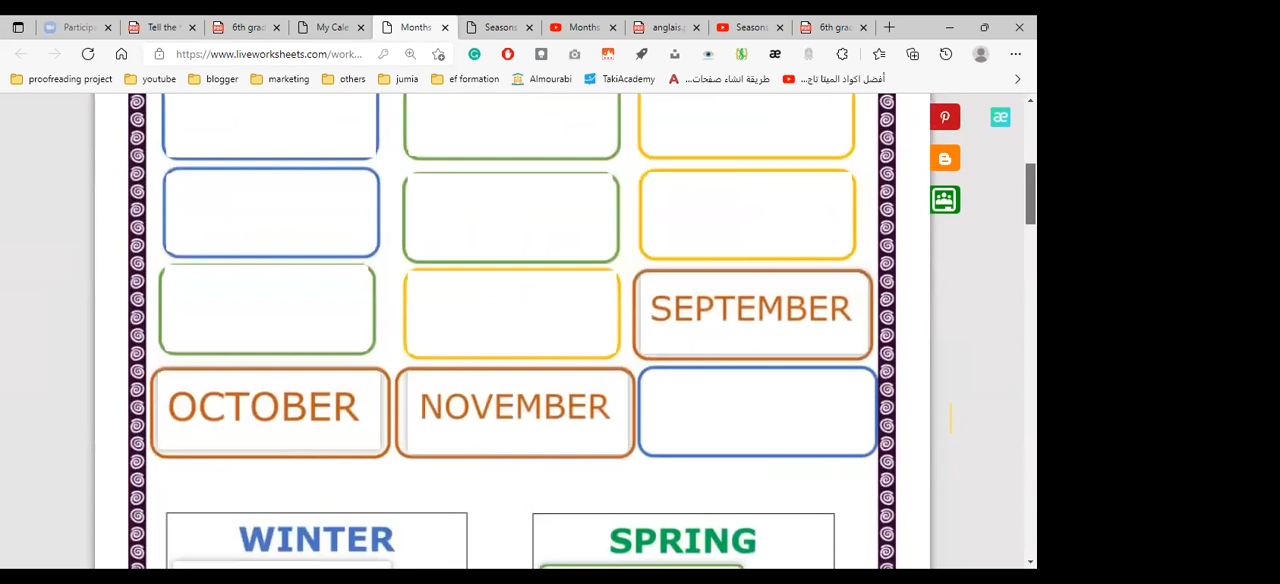 Participa
Tell the
6th grad
My Cale
Months
Seasons
Months
anglais.p
Seasons
6th grad
https://www.liveworksheets.com/work...
proofreading project
youtube
blogger
marketing
others
jumia
ef formation
Almourabi
TakiAcademy
طريقة انشاء صفحات...
أفضل اكواد الميتا تاج...
SEPTEMBER
OCTOBER
NOVEMBER
WINTER
SPRING